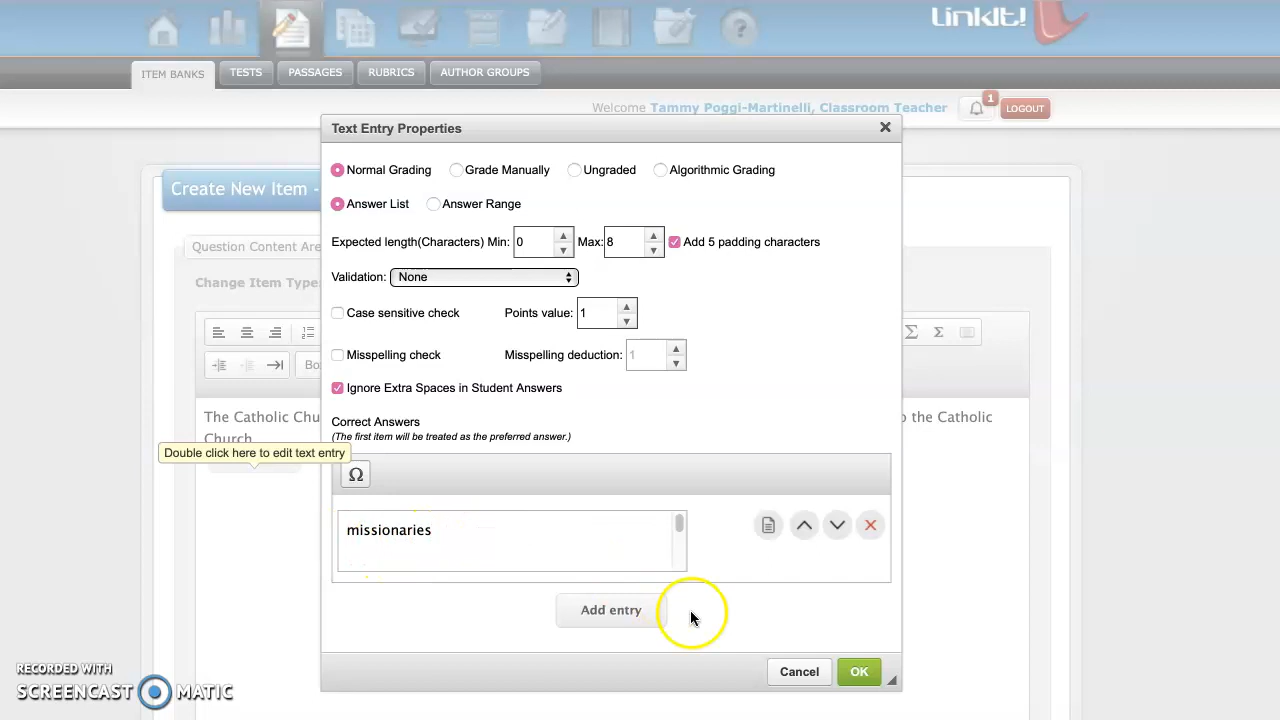 LinkIt!
ITEM BANKS
TESTS
PASSAGES
RUBRICS
AUTHOR GROUPS
Welcome Tammy Poggi-Martinelli, Classroom Teacher
1
LOGOUT
Create New Item -
Question Content Are
Change Item Type
Bo
Σ Σ
The Catholic Chu
o the Catholic
Church
Double click here to edit text entry
Text Entry Properties
Normal Grading Grade Manually Ungraded Algorithmic Grading
Answer List Answer Range
Expected length(Characters) Min: 0 Max: 8 Add 5 padding characters
Validation: None
Case sensitive check Points value: 1
Misspelling check Misspelling deduction: 1
Ignore Extra Spaces in Student Answers
Correct Answers
(The first item will be treated as the preferred answer.)
Ω
missionaries
Add entry
Cancel OK
RECORDED WITH
SCREENCAST MATIC